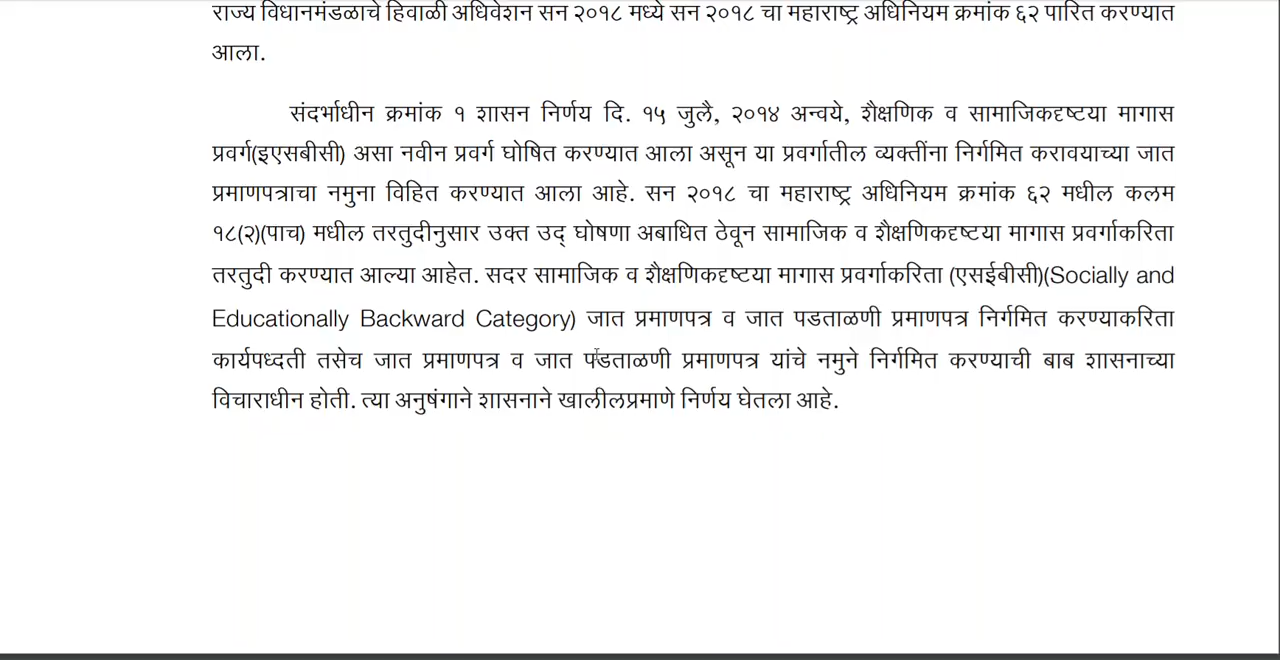 राज्य विधानमंडळाचे हिवाळी अधिवेशन सन २०१८ मध्ये सन २०१८ चा महाराष्ट्र अधिनियम क्रमांक ६२ पारित करण्यात
आला.
संदर्भाधीन क्रमांक १ शासन निर्णय दि. १५ जुलै, २०१४ अन्वये, शैक्षणिक व सामाजिकदृष्टया मागास
प्रवर्ग(इएसबीसी) असा नवीन प्रवर्ग घोषित करण्यात आला असून या प्रवर्गातील व्यक्तींना निर्गमित करावयाच्या जात
प्रमाणपत्राचा नमुना विहित करण्यात आला आहे. सन २०१८ चा महाराष्ट्र अधिनियम क्रमांक ६२ मधील कलम
१८(२)(पाच) मधील तरतुदीनुसार उक्त उद् घोषणा अबाधित ठेवून सामाजिक व शैक्षणिकदृष्टया मागास प्रवर्गाकरिता
तरतुदी करण्यात आल्या आहेत. सदर सामाजिक व शैक्षणिकदृष्टया मागास प्रवर्गाकरिता (एसईबीसी)(Socially and
Educationally Backward Category) जात प्रमाणपत्र व जात पडताळणी प्रमाणपत्र निर्गमित करण्याकरिता
कार्यपध्दती तसेच जात प्रमाणपत्र व जात पडताळणी प्रमाणपत्र यांचे नमुने निर्गमित करण्याची बाब शासनाच्या
विचाराधीन होती. त्या अनुषंगाने शासनाने खालीलप्रमाणे निर्णय घेतला आहे.